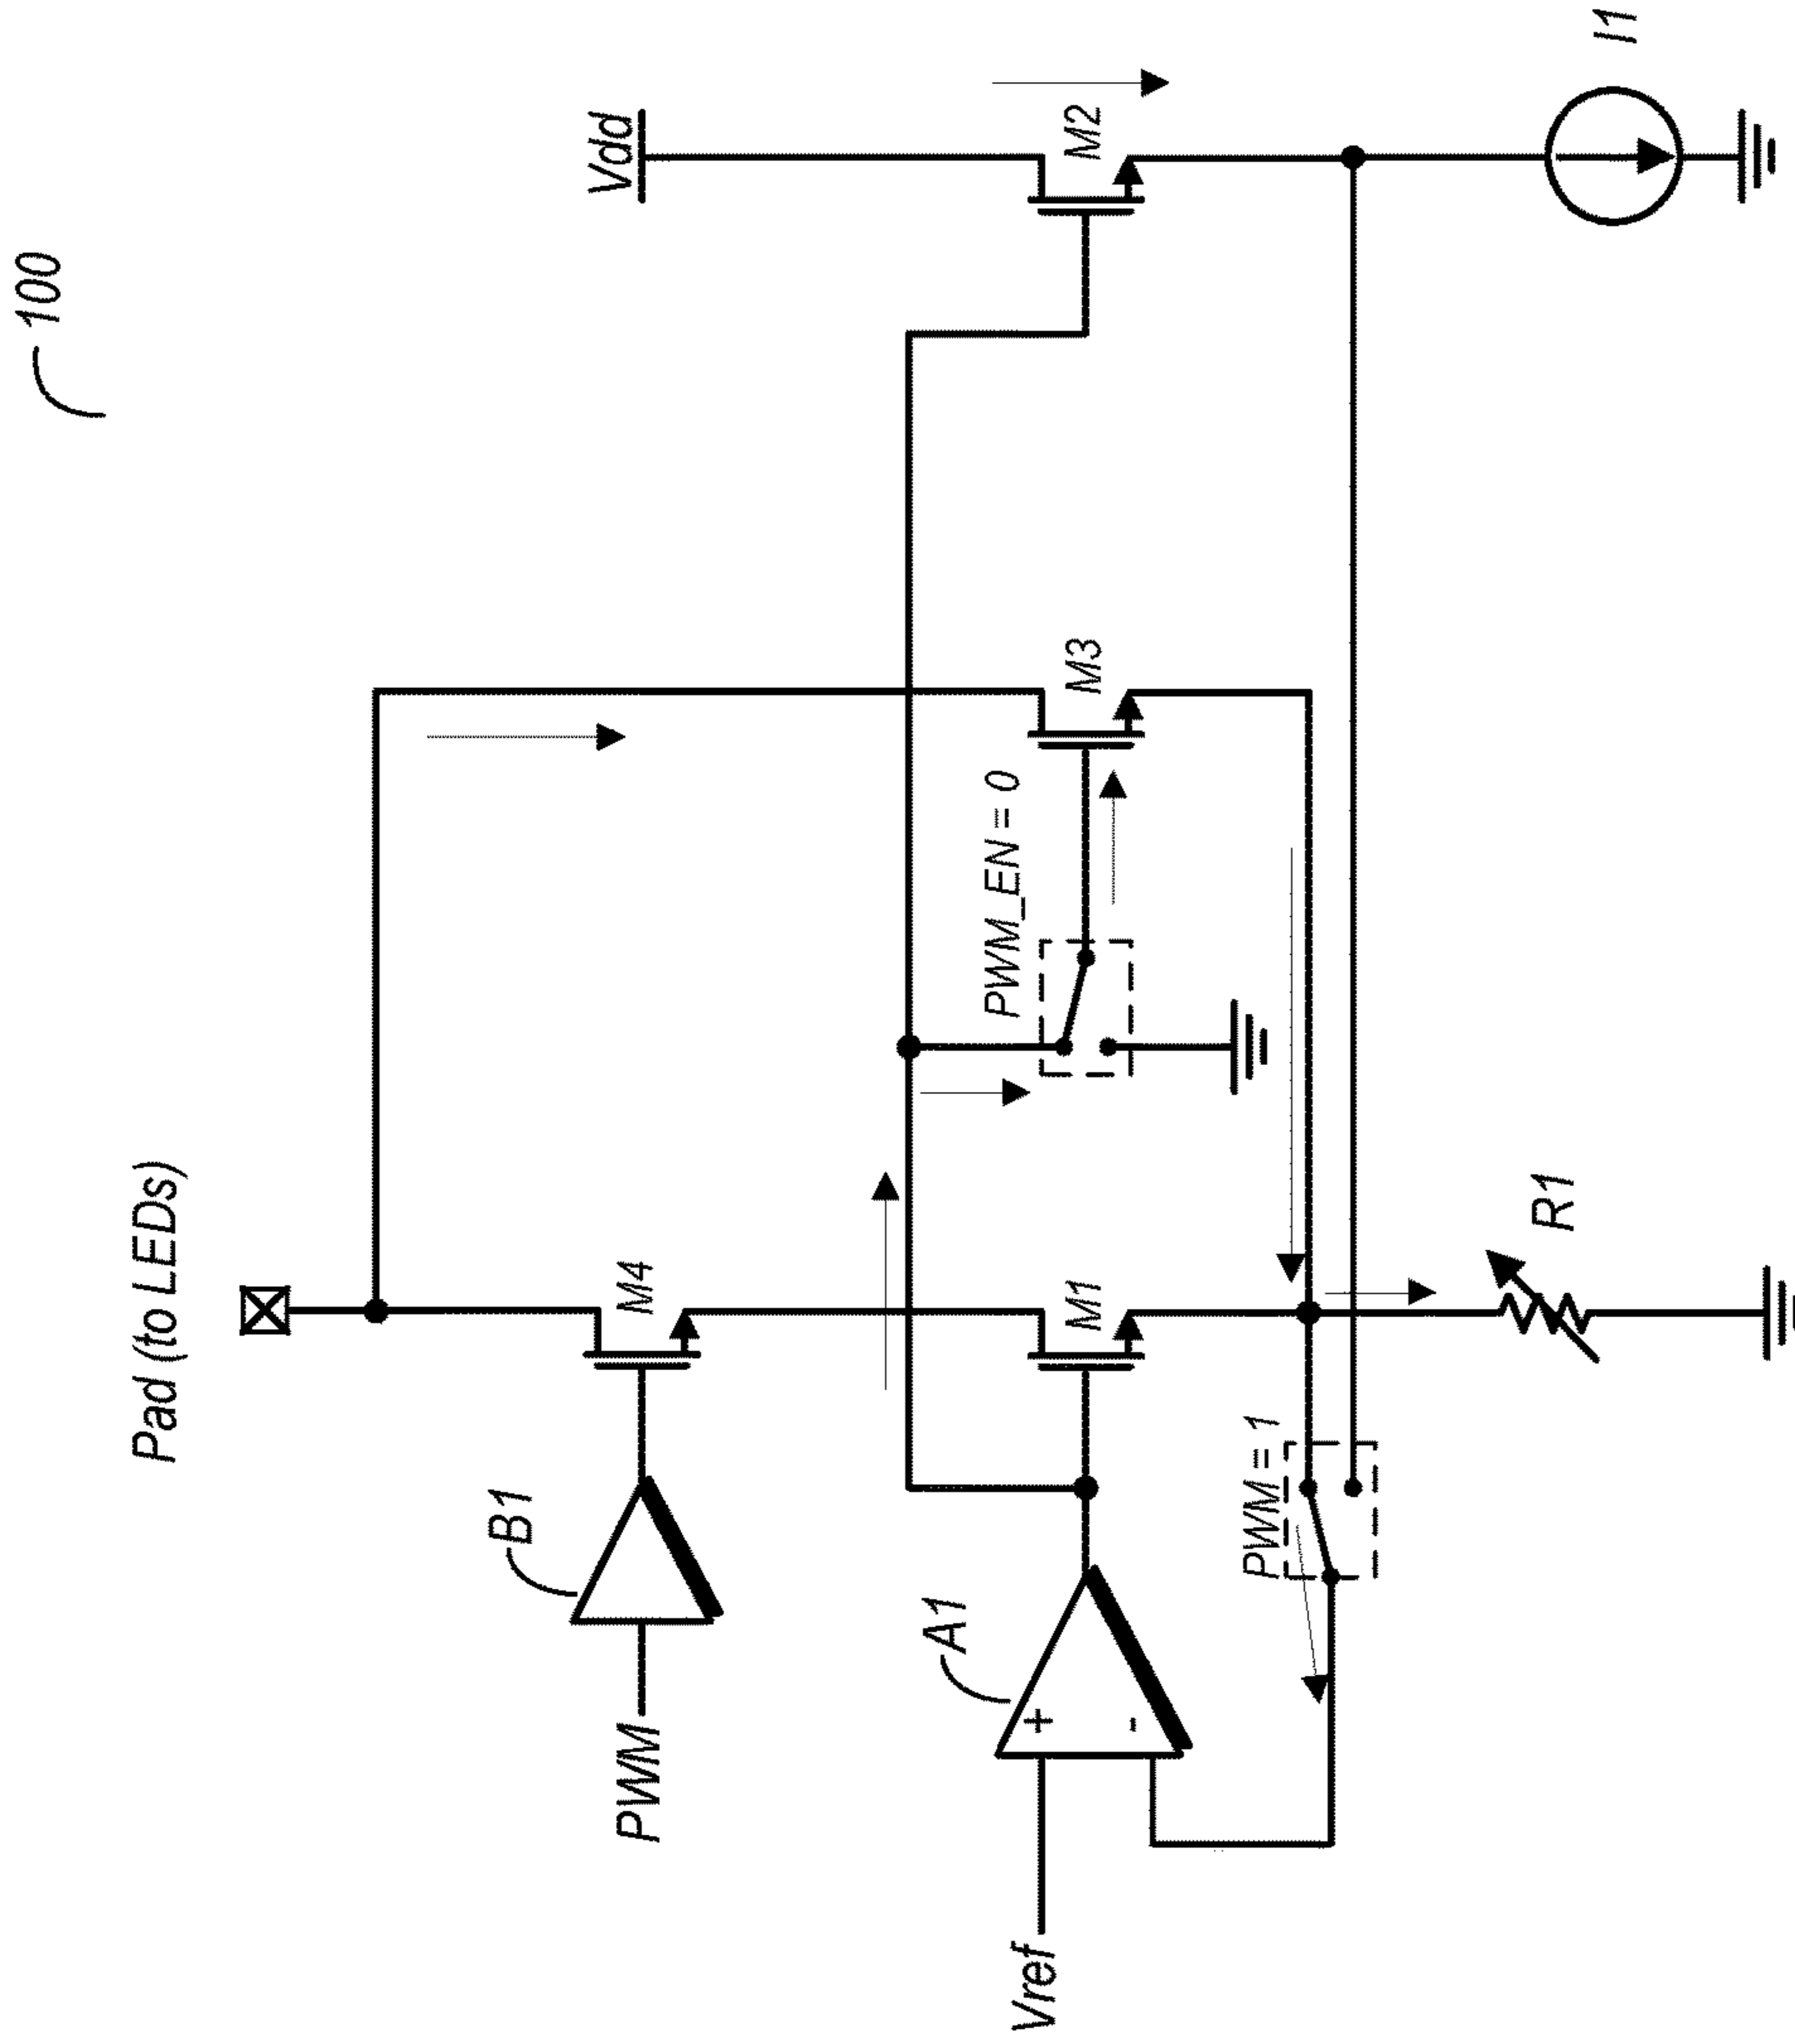 100
Pad (to LEDs)
Vdd
B1
M4
PWM
PWM_EN = 0
M3
M2
A1
+
-
M1
Vref
PWM = 1
R1
I1